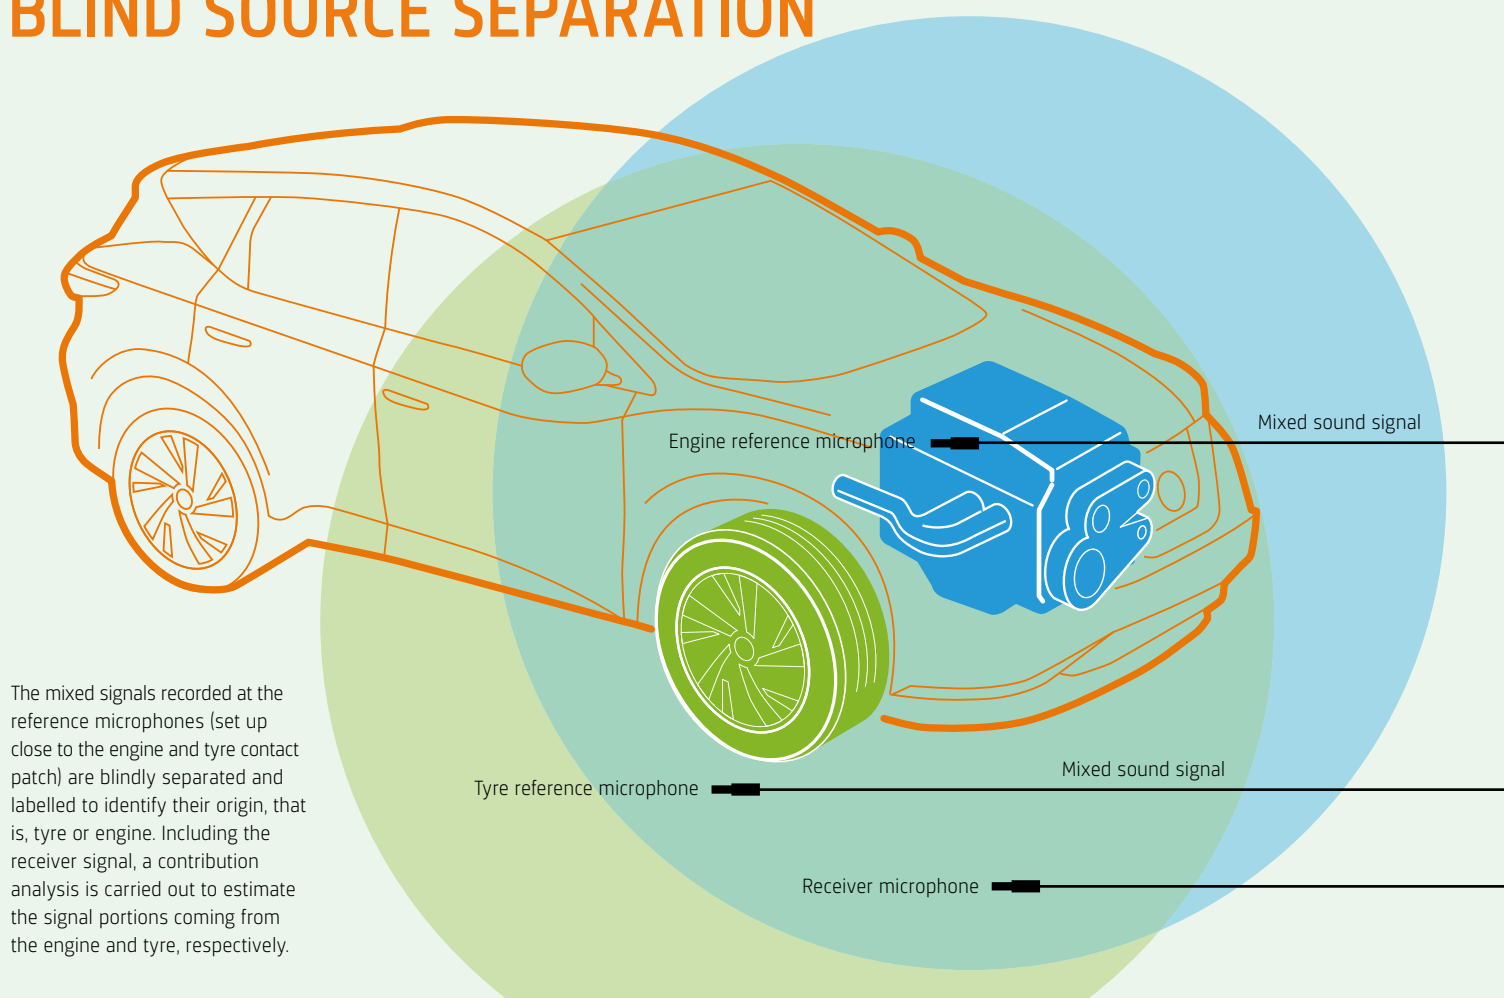 BLIND SOURCE SEPARATION
Mixed sound signal
Engine reference microphone
The mixed signals recorded at the
reference microphones (set up
close to the engine and tyre contact
patch) are blindly separated and
labelled to identify their origin, that
is, tyre or engine. Including the
receiver signal, a contribution
analysis is carried out to estimate
the signal portions coming from
the engine and tyre, respectively.
Mixed sound signal
Tyre reference microphone
Receiver microphone